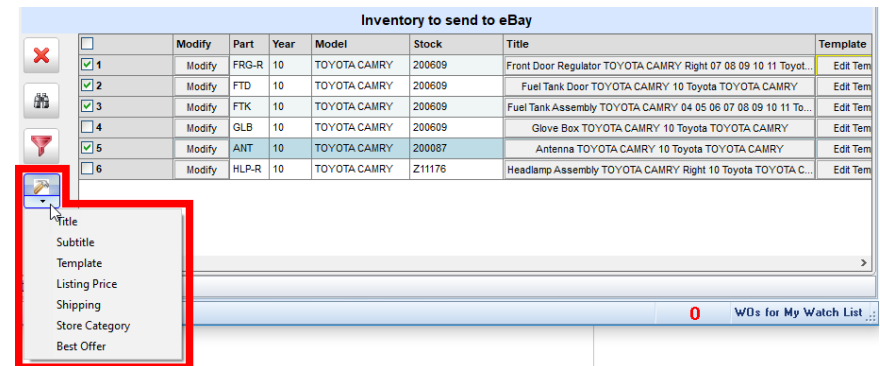 Inventory to send to eBay
Modify Part Year Model Stock Title Template
1 Modify FRG-R 10 TOYOTA CAMRY 200609 Front Door Regulator TOYOTA CAMRY Right 07 08 09 10 11 Toyot... Edit Tem
2 Modify FTD 10 TOYOTA CAMRY 200609 Fuel Tank Door TOYOTA CAMRY 10 Toyota TOYOTA CAMRY Edit Tem
3 Modify FTK 10 TOYOTA CAMRY 200609 Fuel Tank Assembly TOYOTA CAMRY 04 05 06 07 08 09 10 11 To... Edit Tem
4 Modify GLB 10 TOYOTA CAMRY 200609 Glove Box TOYOTA CAMRY 10 Toyota TOYOTA CAMRY Edit Tem
5 Modify ANT 10 TOYOTA CAMRY 200087 Antenna TOYOTA CAMRY 10 Toyota TOYOTA CAMRY Edit Tem
6 Modify HLP-R 10 TOYOTA CAMRY Z11176 Headlamp Assembly TOYOTA CAMRY Right 10 Toyota TOYOTA C... Edit Tem
Title
Subtitle
Template
Listing Price
Shipping
Store Category
Best Offer
0 WOs for My Watch List